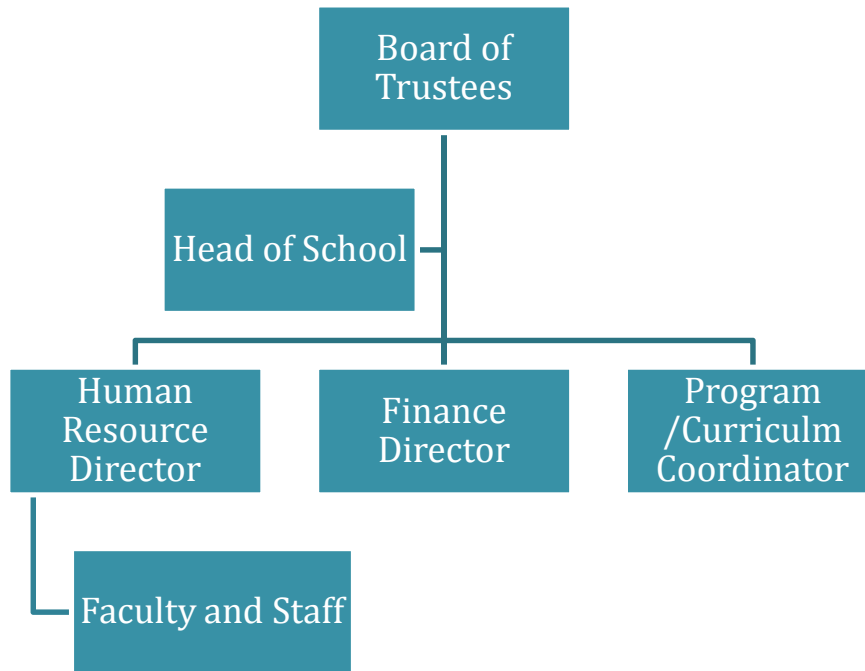 Board of
Trustees
Head of School
Human
Resource
Director
Finance
Director
Program
/Curriculm
Coordinator
Faculty and Staff